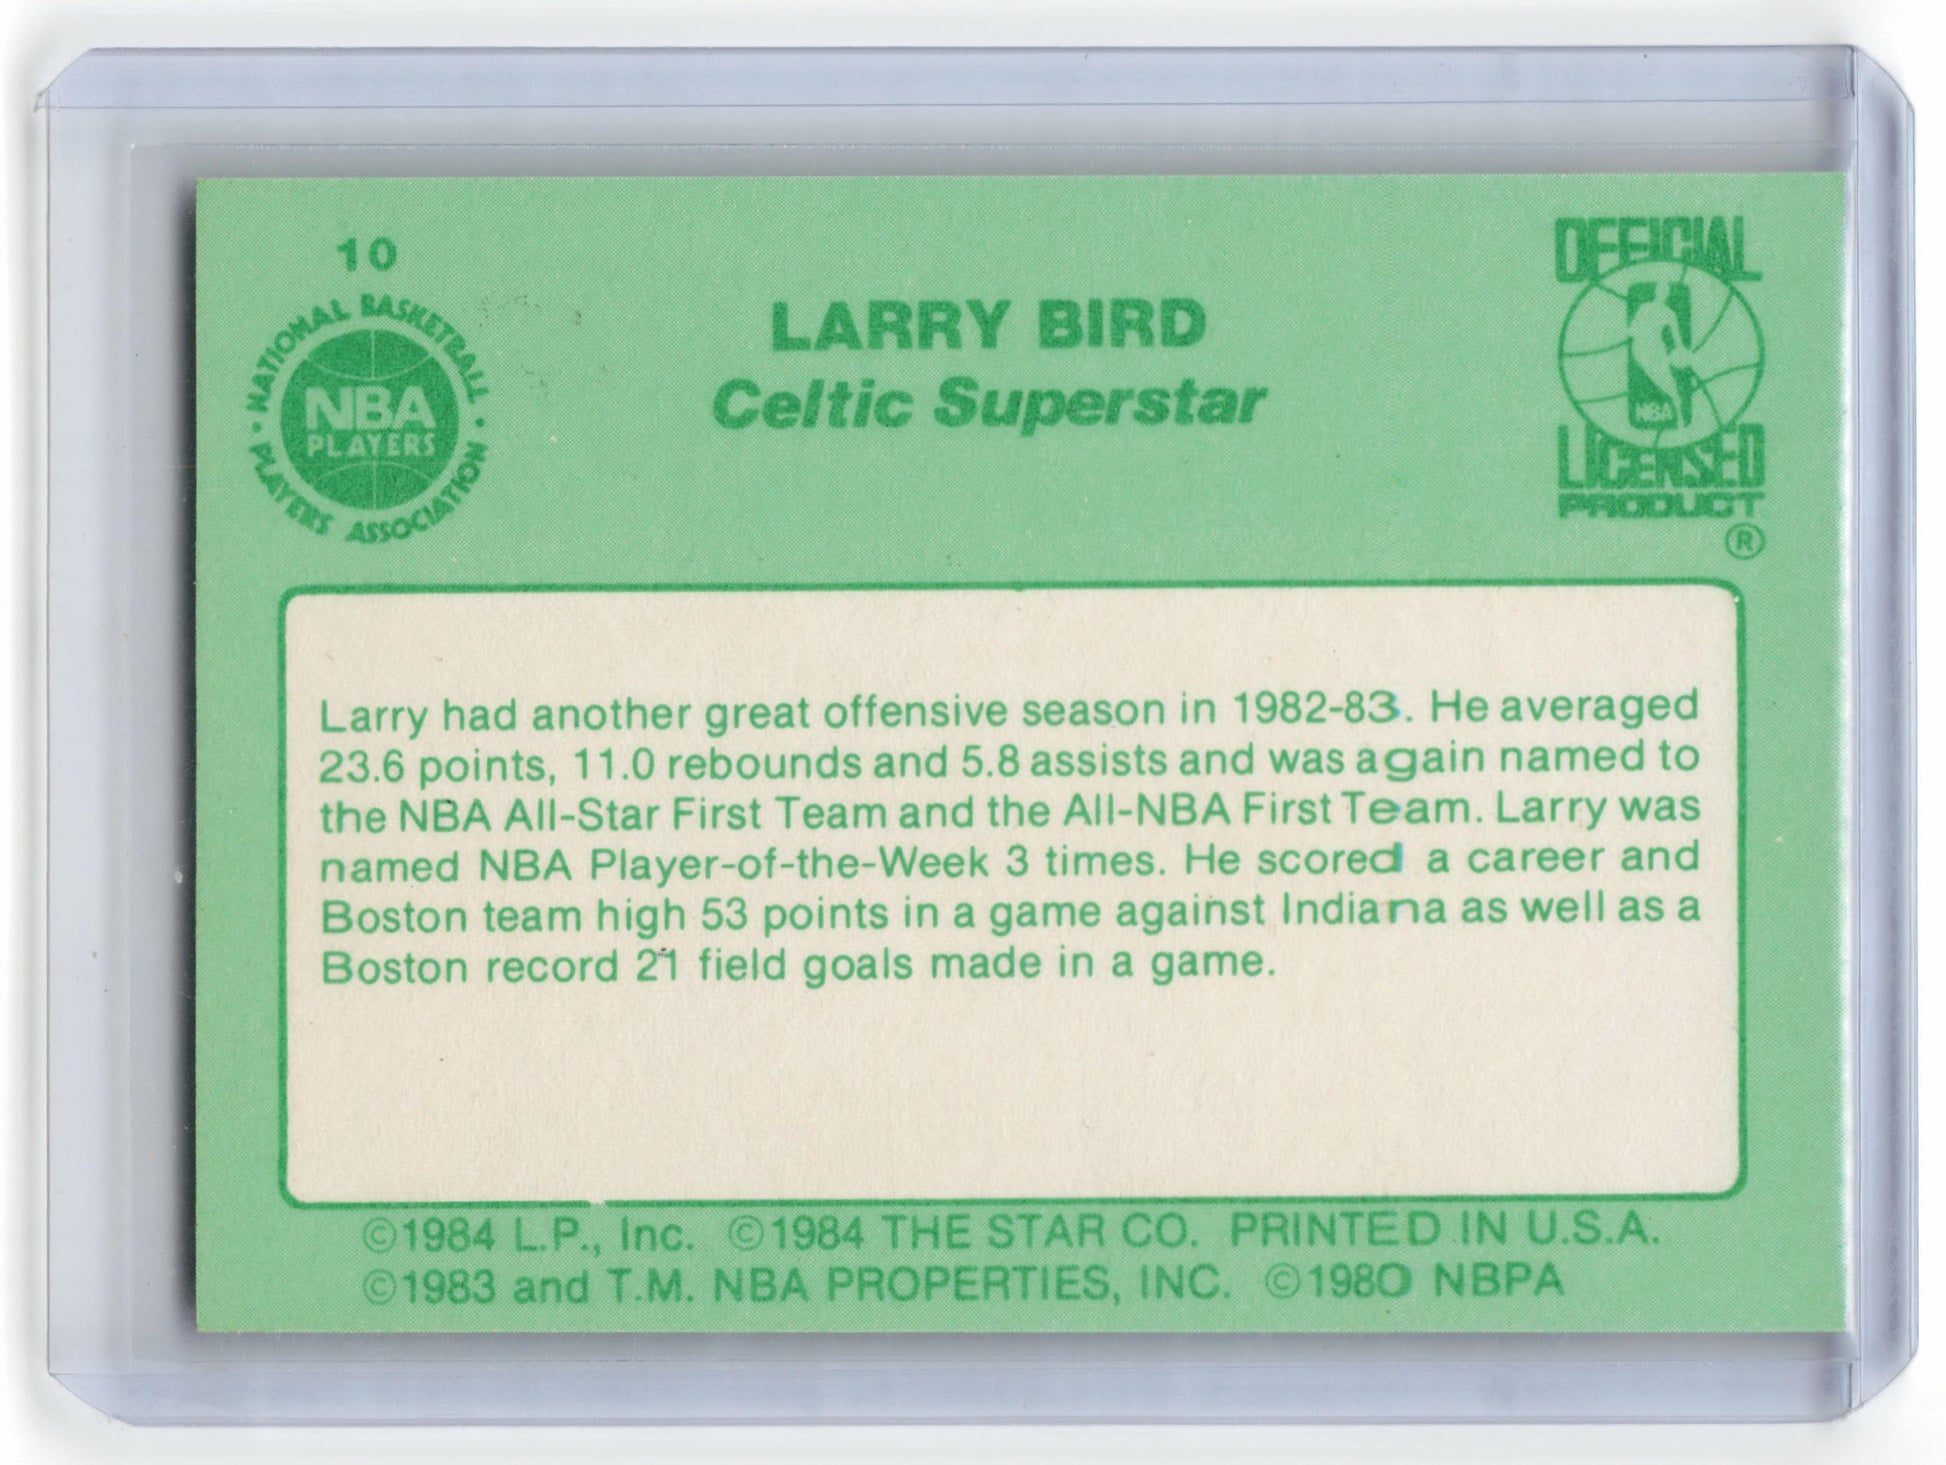 10
NATIONAL BASKETBALL
NBA
PLAYERS
PLAYERS ASSOCIATION
LARRY BIRD
Celtic Superstar
OFFICIAL
NBA
LICENSED
PRODUCT
®
Larry had another great offensive season in 1982-83. He averaged
23.6 points, 11.0 rebounds and 5.8 assists and was again named to
the NBA All-Star First Team and the All-NBA First Team. Larry was
named NBA Player-of-the-Week 3 times. He scored a career and
Boston team high 53 points in a game against Indiana as well as a
Boston record 21 field goals made in a game.
©1984 L.P., Inc. ©1984 THE STAR CO. PRINTED IN U.S.A.
©1983 and T.M. NBA PROPERTIES, INC. ©1980 NBPA